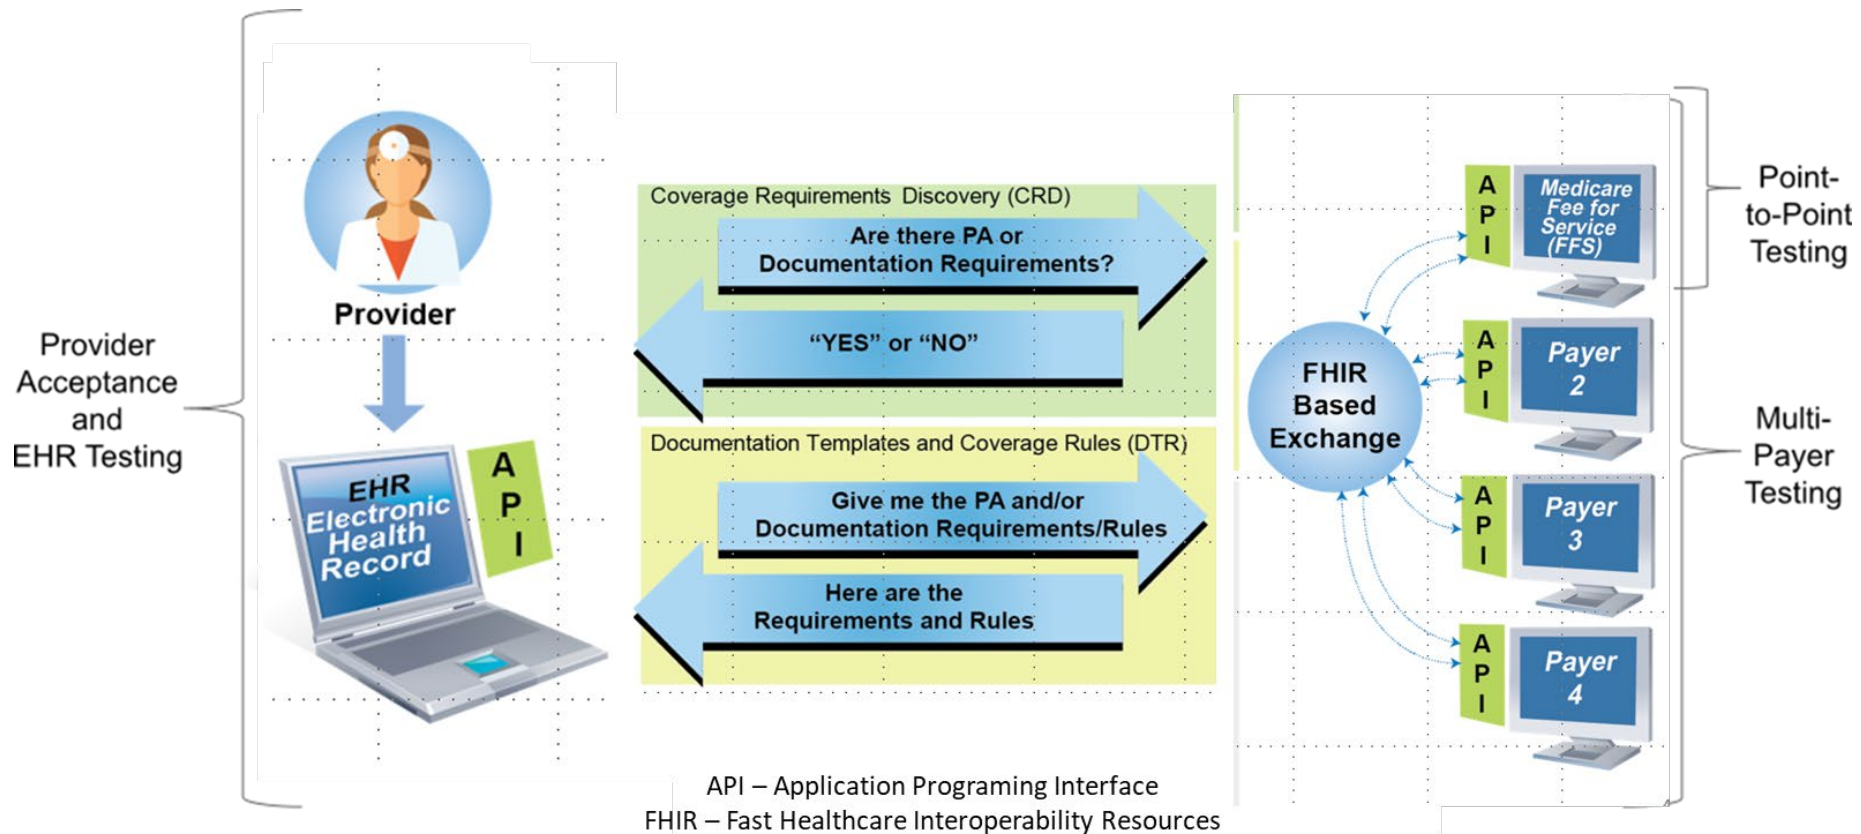 Provider
Acceptance
and
EHR Testing
Provider
EHR
Electronic
Health
Record
A
P
I
Coverage Requirements Discovery (CRD)
Are there PA or
Documentation Requirements?
“YES” or “NO”
Documentation Templates and Coverage Rules (DTR)
Give me the PA and/or
Documentation Requirements/Rules
Here are the
Requirements and Rules
FHIR
Based
Exchange
A
P
I
Medicare
Fee for
Service
(FFS)
A
P
I
Payer
2
A
P
I
Payer
3
A
P
I
Payer
4
Point-
to-Point
Testing
Multi-
Payer
Testing
API – Application Programing Interface
FHIR – Fast Healthcare Interoperability Resources